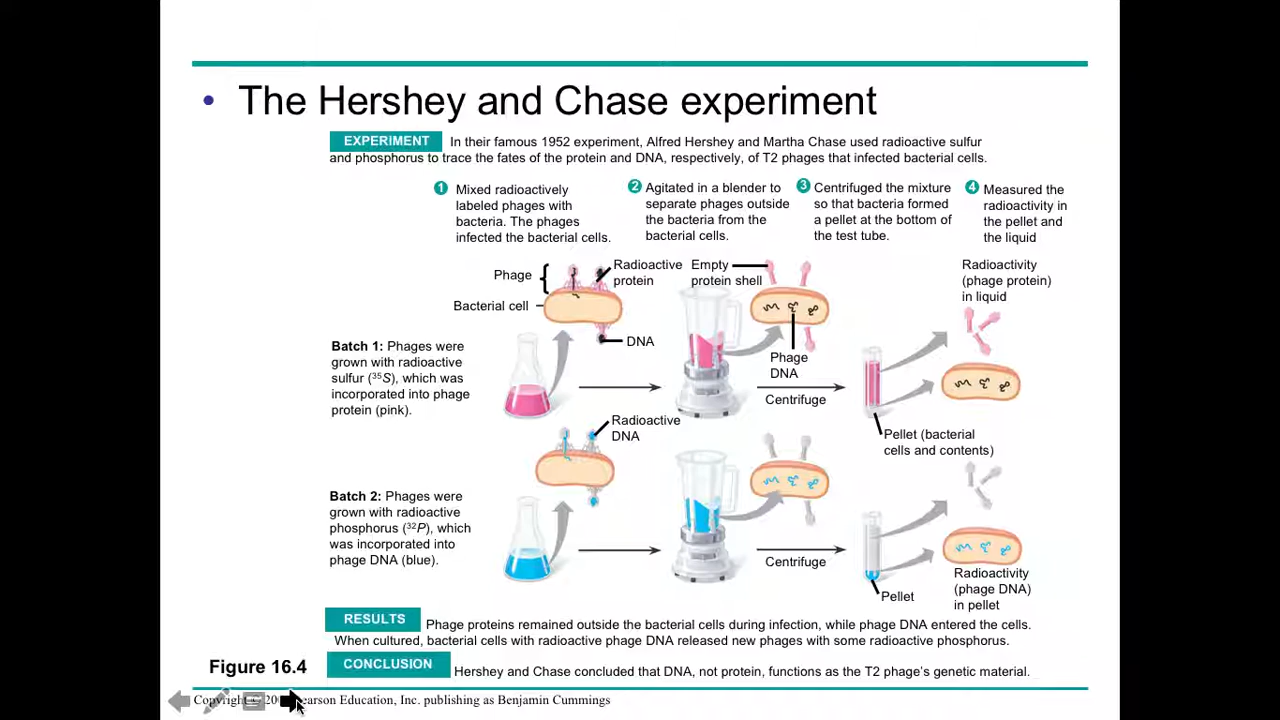 • The Hershey and Chase experiment
EXPERIMENT In their famous 1952 experiment, Alfred Hershey and Martha Chase used radioactive sulfur
and phosphorus to trace the fates of the protein and DNA, respectively, of T2 phages that infected bacterial cells.
1 Mixed radioactively
labeled phages with
bacteria. The phages
infected the bacterial cells.
2 Agitated in a blender to
separate phages outside
the bacteria from the
bacterial cells.
3 Centrifuged the mixture
so that bacteria formed
a pellet at the bottom of
the test tube.
4 Measured the
radioactivity in
the pellet and
the liquid
Phage
Bacterial cell
Radioactive
protein
DNA
Empty
protein shell
Phage
DNA
Centrifuge
Radioactivity
(phage protein)
in liquid
Batch 1: Phages were
grown with radioactive
sulfur (35S), which was
incorporated into phage
protein (pink).
Pellet (bacterial
cells and contents)
Radioactive
DNA
Batch 2: Phages were
grown with radioactive
phosphorus (32P), which
was incorporated into
phage DNA (blue).
Centrifuge
Pellet
Radioactivity
(phage DNA)
in pellet
RESULTS Phage proteins remained outside the bacterial cells during infection, while phage DNA entered the cells.
When cultured, bacterial cells with radioactive phage DNA released new phages with some radioactive phosphorus.
Figure 16.4
CONCLUSION Hershey and Chase concluded that DNA, not protein, functions as the T2 phage's genetic material.
Copyright © Education, Inc. publishing as Benjamin Cummings